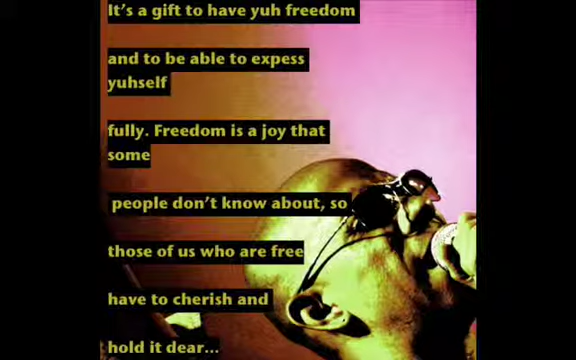 It's a gift to have yuh freedom
and to be able to expess
yuhself
fully. Freedom is a joy that
some
people don't know about, so
those of us who are free
have to cherish and
hold it dear...